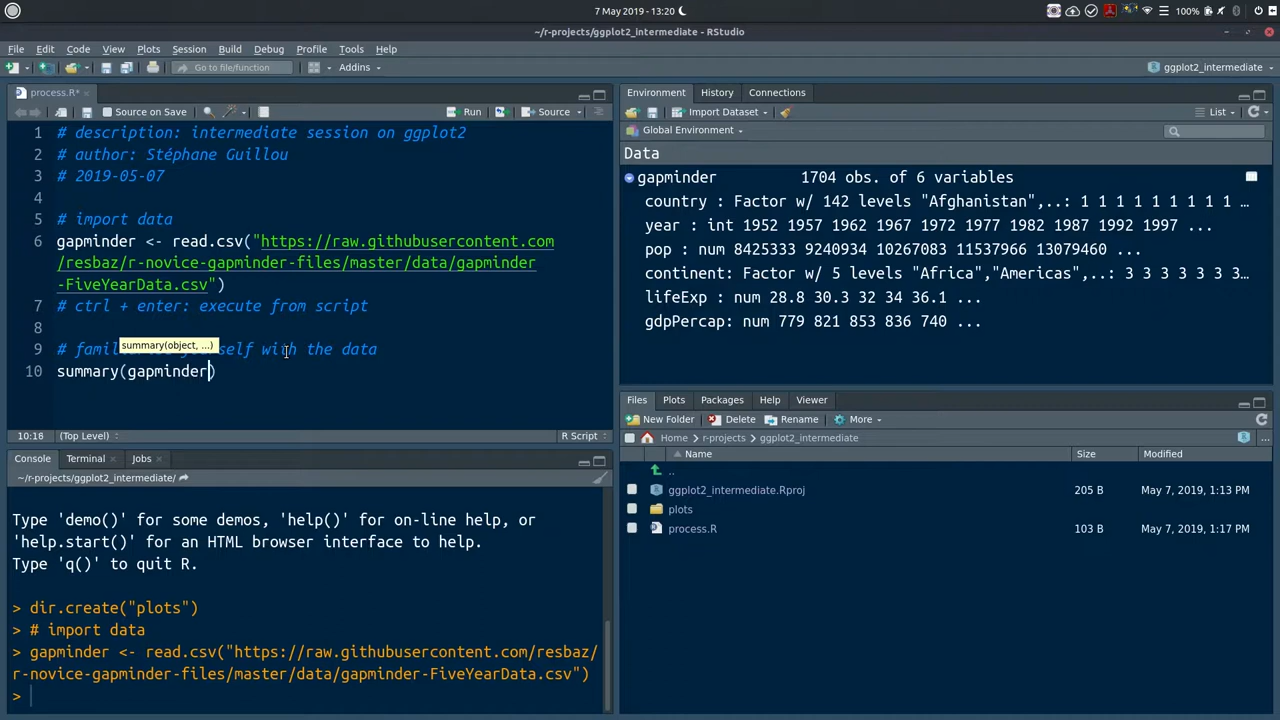 7 May 2019 - 13:20
100%
~/r-projects/ggplot2_intermediate - RStudio
File Edit Code View Plots Session Build Debug Profile Tools Help
Go to file/function Addins ggplot2_intermediate
process.R*
Source on Save Run Source
1 # description: intermediate session on ggplot2
2 # author: Stéphane Guillou
3 # 2019-05-07
4
5 # import data
6 gapminder <- read.csv("https://raw.githubusercontent.com
/resbaz/r-novice-gapminder-files/master/data/gapminder
-FiveYearData.csv")
7 # ctrl + enter: execute from script
8
summary(object, ...)
9 # famil self with the data
10 summary(gapminder)
10:16 (Top Level) R Script
Console Terminal Jobs
~/r-projects/ggplot2_intermediate/
Type 'demo()' for some demos, 'help()' for on-line help, or
'help.start()' for an HTML browser interface to help.
Type 'q()' to quit R.
> dir.create("plots")
> # import data
> gapminder <- read.csv("https://raw.githubusercontent.com/resbaz/
r-novice-gapminder-files/master/data/gapminder-FiveYearData.csv")
>
Environment History Connections
Import Dataset List
Global Environment
Data
gapminder 1704 obs. of 6 variables
country : Factor w/ 142 levels "Afghanistan",..: 1 1 1 1 1 1 1 1 1 …
year : int 1952 1957 1962 1967 1972 1977 1982 1987 1992 1997 ...
pop : num 8425333 9240934 10267083 11537966 13079460 ...
continent: Factor w/ 5 levels "Africa","Americas",..: 3 3 3 3 3 3 3…
lifeExp : num 28.8 30.3 32 34 36.1 ...
gdpPercap: num 779 821 853 836 740 ...
Files Plots Packages Help Viewer
New Folder Delete Rename More
Home r-projects ggplot2_intermediate
Name Size Modified
..
ggplot2_intermediate.Rproj 205 B May 7, 2019, 1:13 PM
plots
process.R 103 B May 7, 2019, 1:17 PM